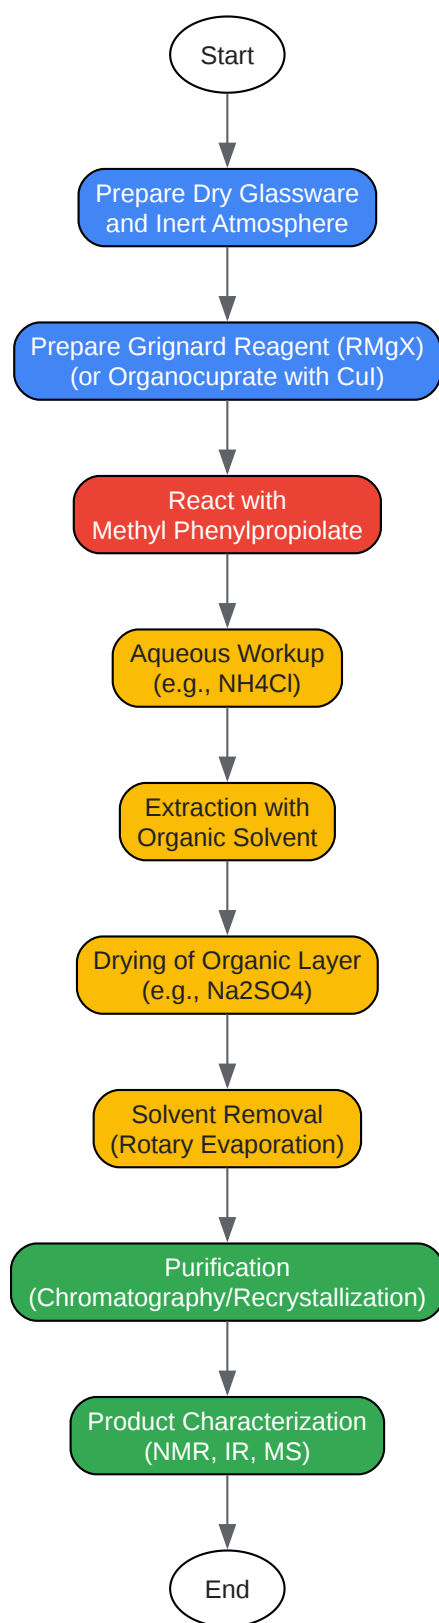 Start
Prepare Dry Glassware
and Inert Atmosphere
Prepare Grignard Reagent (RMgX)
(or Organocuprate with CuI)
React with
Methyl Phenylpropiolate
Aqueous Workup
(e.g., NH4Cl)
Extraction with
Organic Solvent
Drying of Organic Layer
(e.g., Na2SO4)
Solvent Removal
(Rotary Evaporation)
Purification
(Chromatography/Recrystallization)
Product Characterization
(NMR, IR, MS)
End